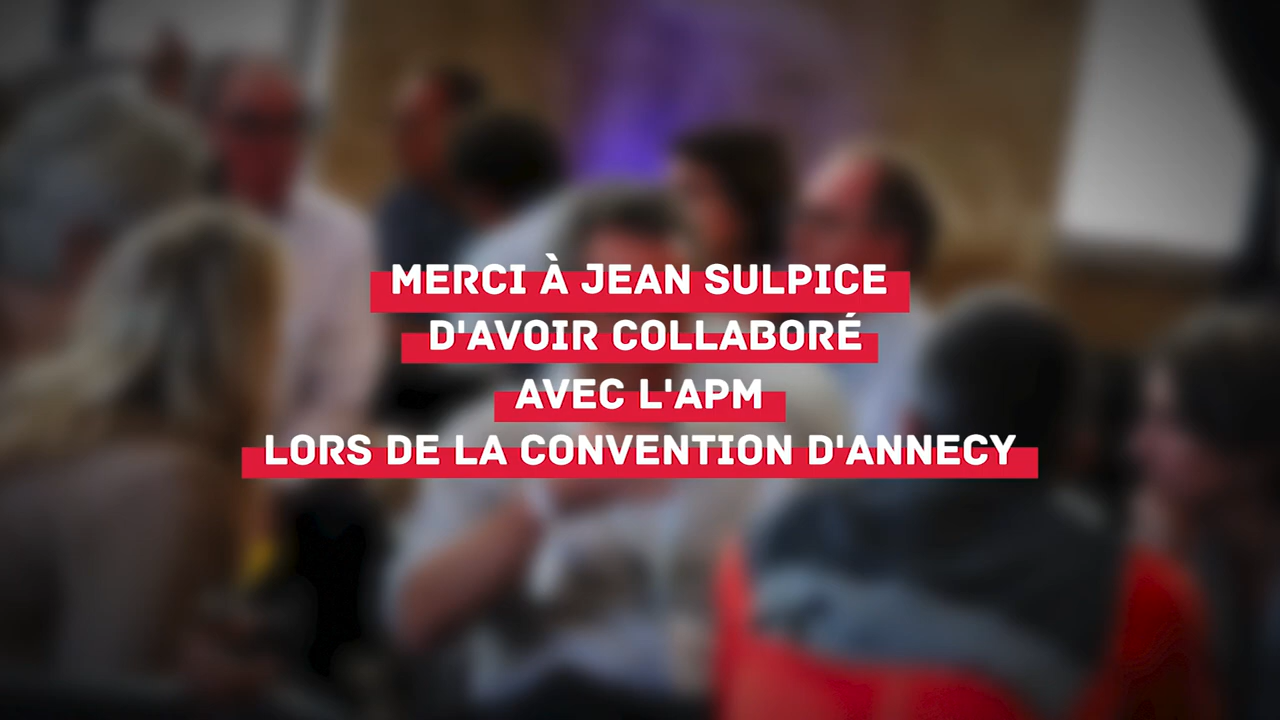 MERCI À JEAN SULPICE
D'AVOIR COLLABORÉ
AVEC L'APM
LORS DE LA CONVENTION D'ANNECY